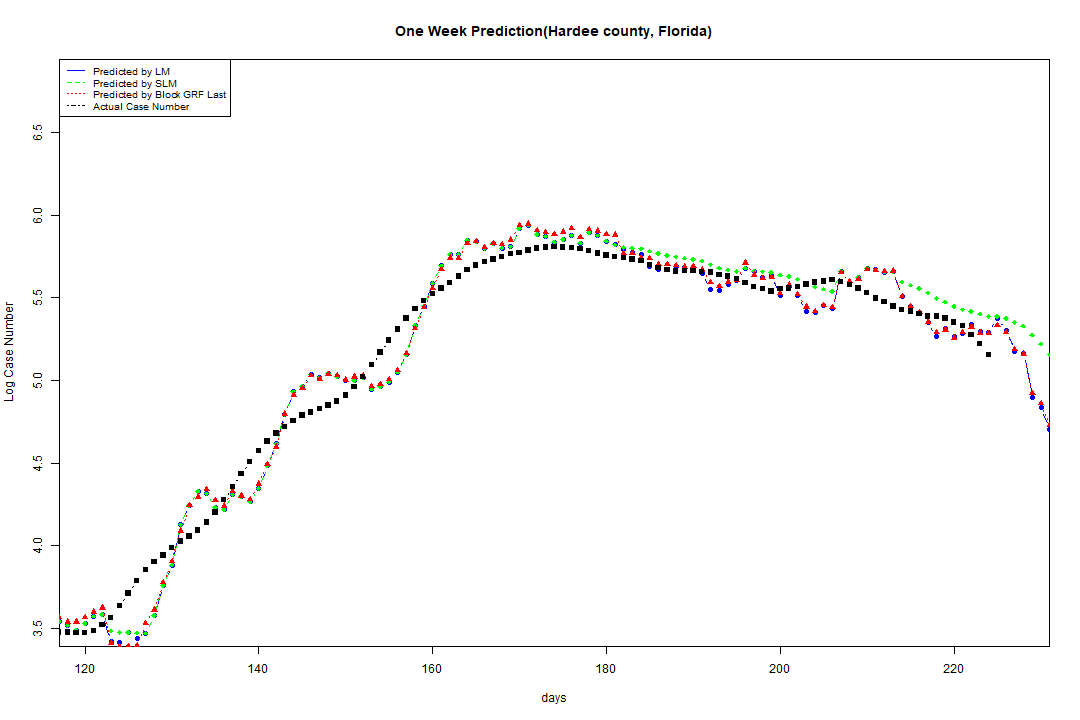 One Week Prediction(Hardee county, Florida)
Predicted by LM
Predicted by SLM
Predicted by Block GRF Last
Actual Case Number
6.5
6.0
5.5
5.0
4.5
4.0
3.5
Log Case Number
120 140 160 180 200 220
days